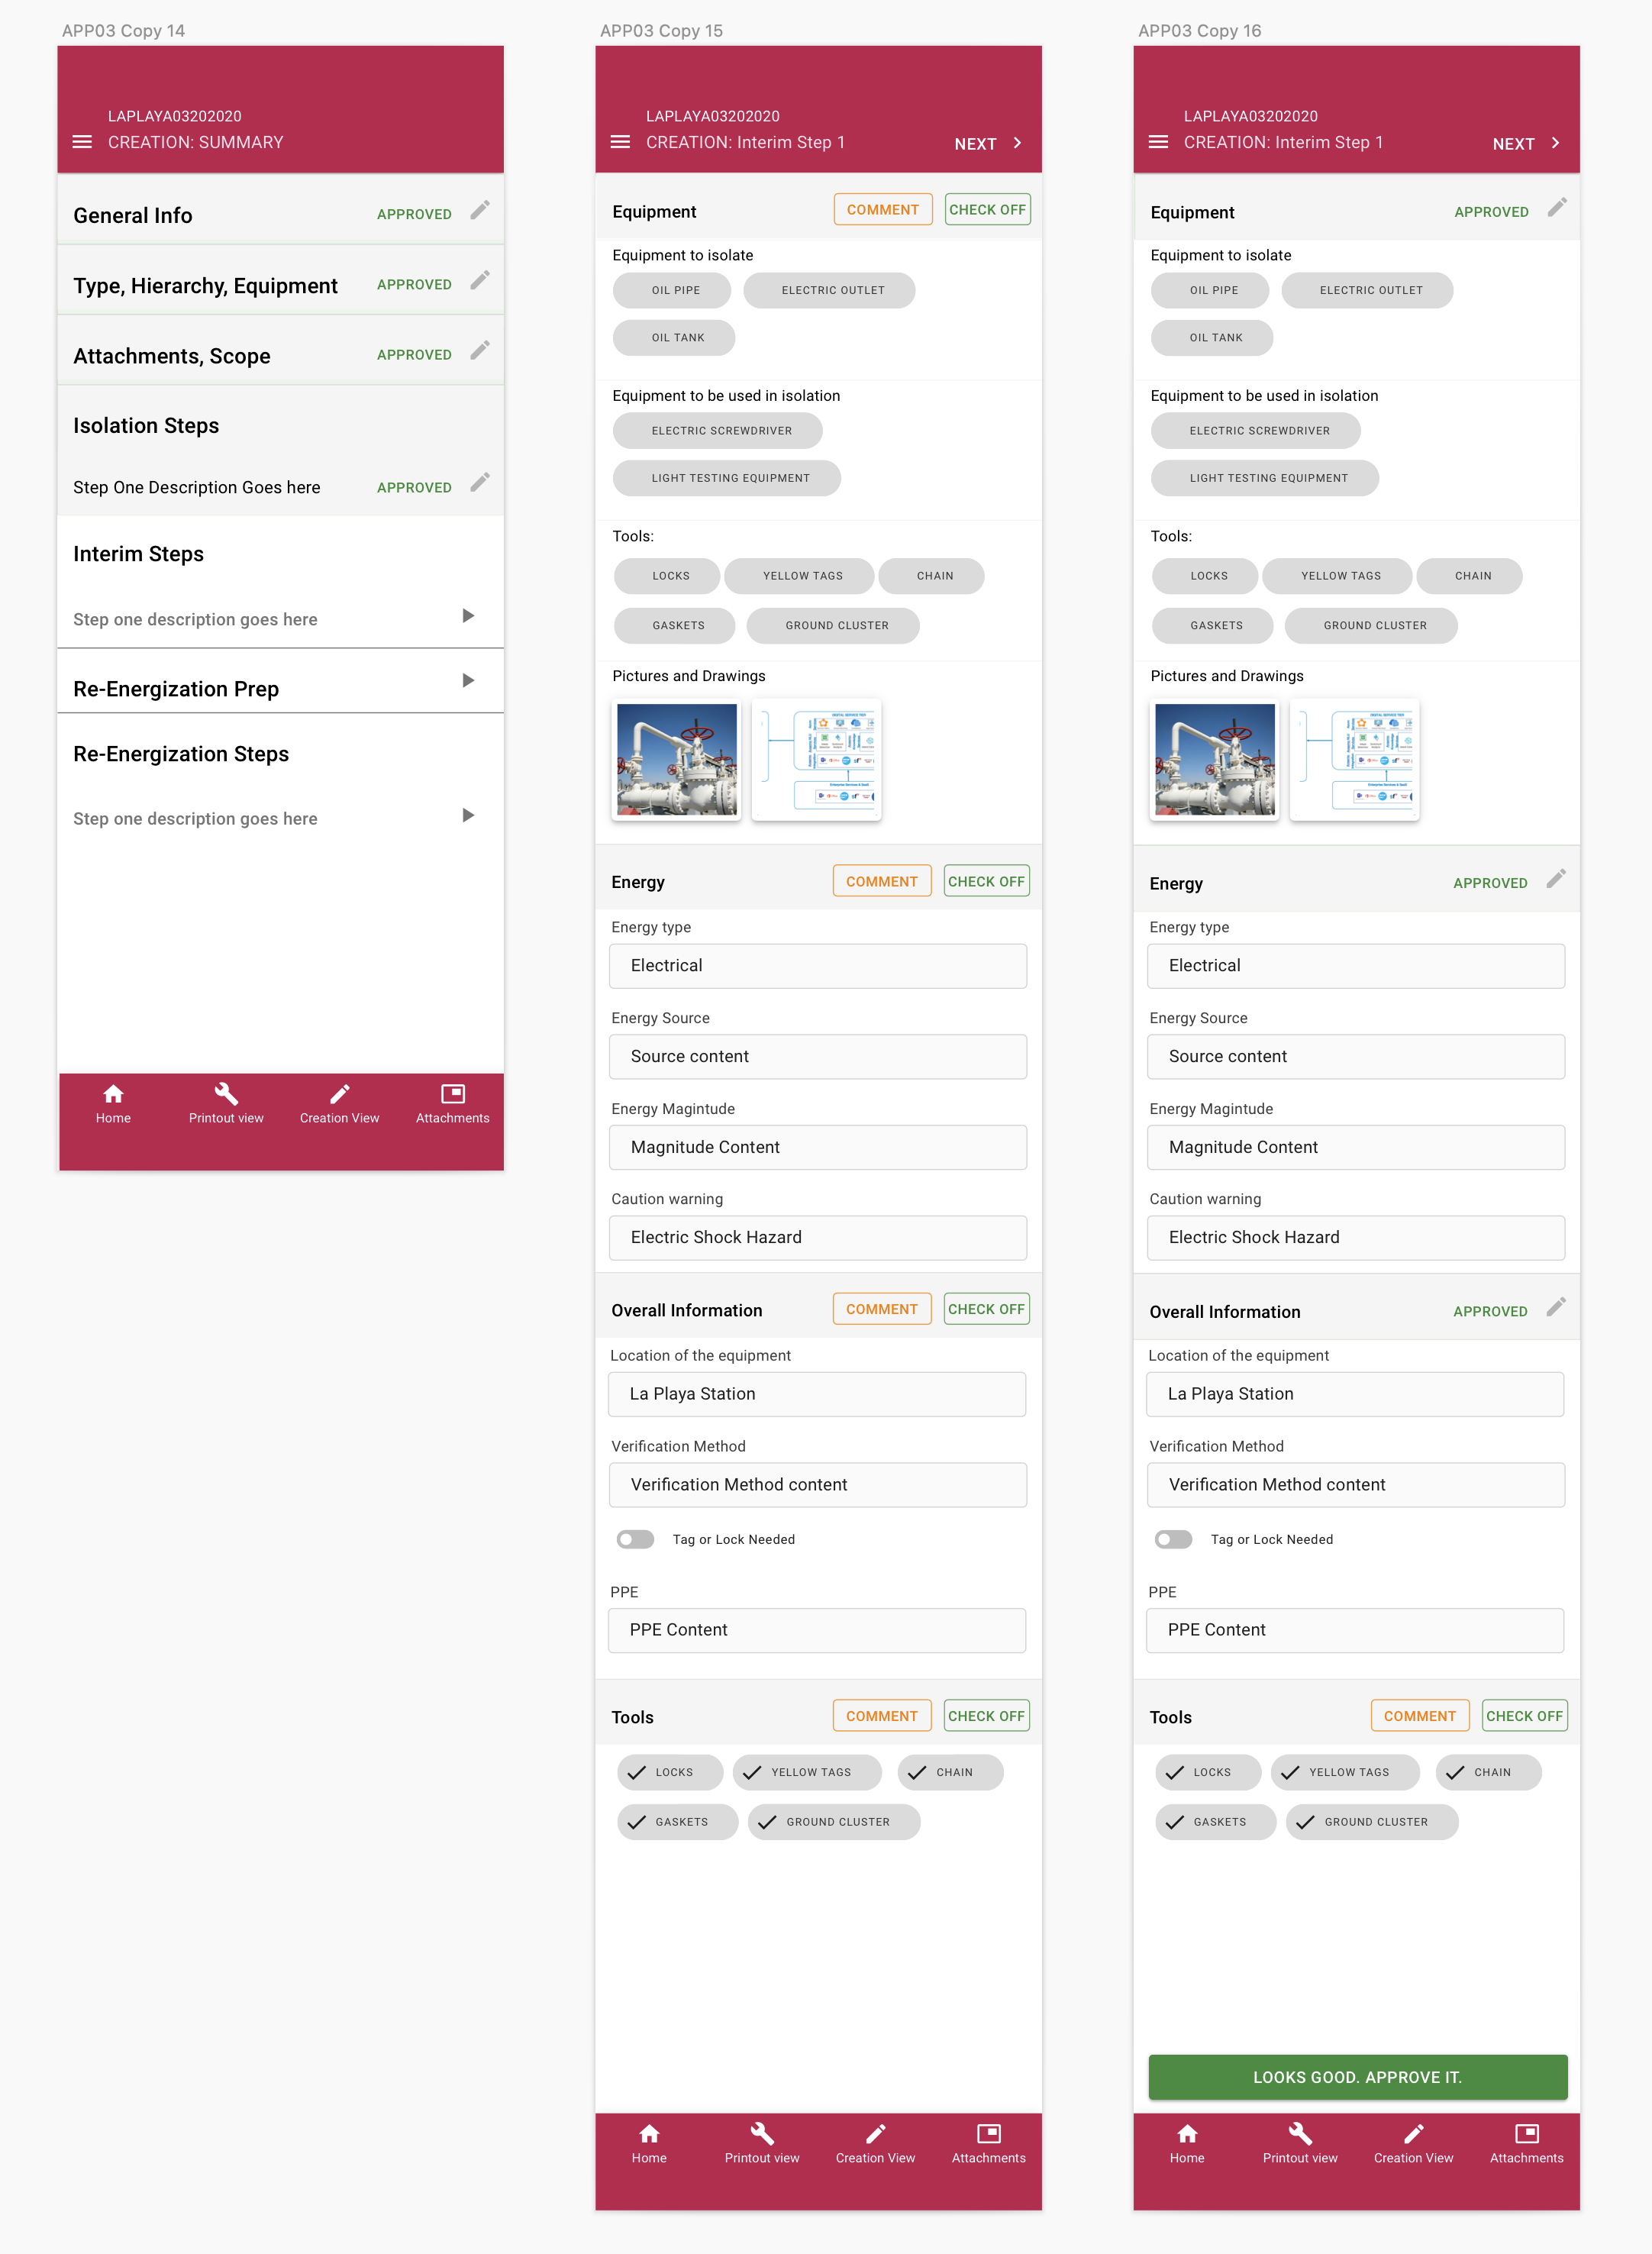 APP03 Copy 14
LAPLAYA03202020
CREATION: SUMMARY
General Info APPROVED
Type, Hierarchy, Equipment APPROVED
Attachments, Scope APPROVED
Isolation Steps
Step One Description Goes here APPROVED
Interim Steps
Step one description goes here
Re-Energization Prep
Re-Energization Steps
Step one description goes here
Home Printout view Creation View Attachments
APP03 Copy 15
LAPLAYA03202020
CREATION: Interim Step 1 NEXT
Equipment COMMENT CHECK OFF
Equipment to isolate
OIL PIPE ELECTRIC OUTLET
OIL TANK
Equipment to be used in isolation
ELECTRIC SCREWDRIVER
LIGHT TESTING EQUIPMENT
Tools:
LOCKS YELLOW TAGS CHAIN
GASKETS GROUND CLUSTER
Pictures and Drawings
Energy COMMENT CHECK OFF
Energy type
Electrical
Energy Source
Source content
Energy Magintude
Magnitude Content
Caution warning
Electric Shock Hazard
Overall Information COMMENT CHECK OFF
Location of the equipment
La Playa Station
Verification Method
Verification Method content
Tag or Lock Needed
PPE
PPE Content
Tools COMMENT CHECK OFF
LOCKS YELLOW TAGS CHAIN
GASKETS GROUND CLUSTER
Home Printout view Creation View Attachments
APP03 Copy 16
LAPLAYA03202020
CREATION: Interim Step 1 NEXT
Equipment APPROVED
Equipment to isolate
OIL PIPE ELECTRIC OUTLET
OIL TANK
Equipment to be used in isolation
ELECTRIC SCREWDRIVER
LIGHT TESTING EQUIPMENT
Tools:
LOCKS YELLOW TAGS CHAIN
GASKETS GROUND CLUSTER
Pictures and Drawings
Energy APPROVED
Energy type
Electrical
Energy Source
Source content
Energy Magintude
Magnitude Content
Caution warning
Electric Shock Hazard
Overall Information APPROVED
Location of the equipment
La Playa Station
Verification Method
Verification Method content
Tag or Lock Needed
PPE
PPE Content
Tools COMMENT CHECK OFF
LOCKS YELLOW TAGS CHAIN
GASKETS GROUND CLUSTER
LOOKS GOOD. APPROVE IT.
Home Printout view Creation View Attachments